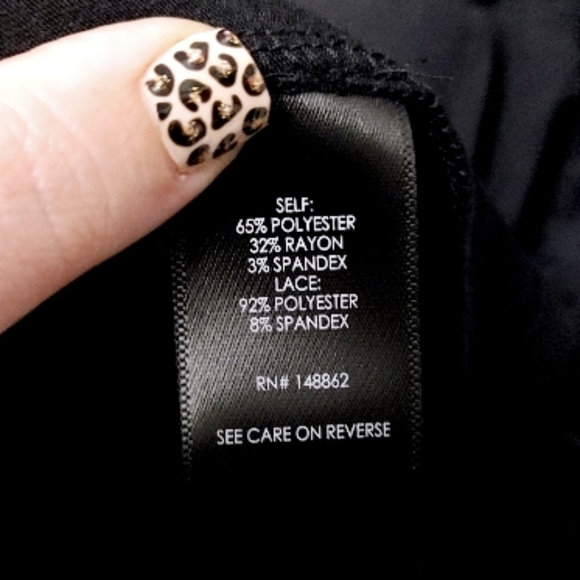 SELF:
65% POLYESTER
32% RAYON
3% SPANDEX
LACE:
92% POLYESTER
8% SPANDEX
RN# 148862
SEE CARE ON REVERSE